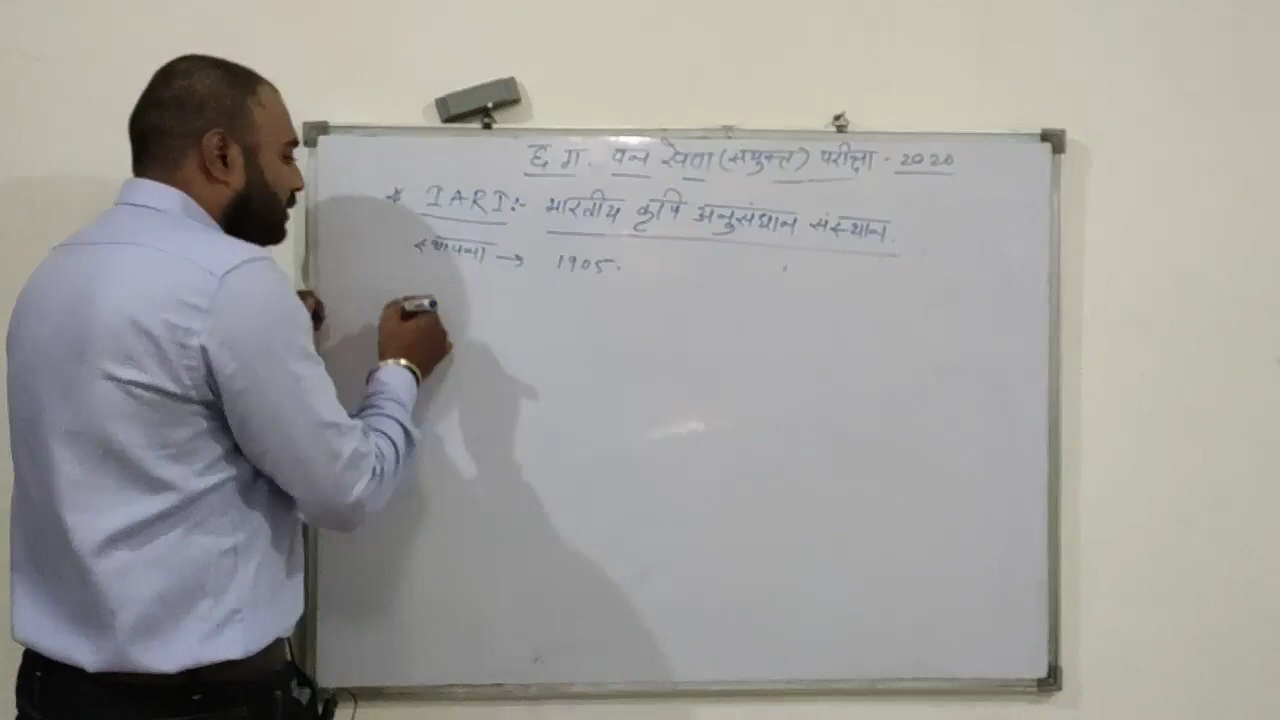 छ ग. वन सेवा (संयुक्त) परीक्षा - 2020
* IARI :- भारतीय कृषि अनुसंधान संस्थान.
स्थापना → 1905.